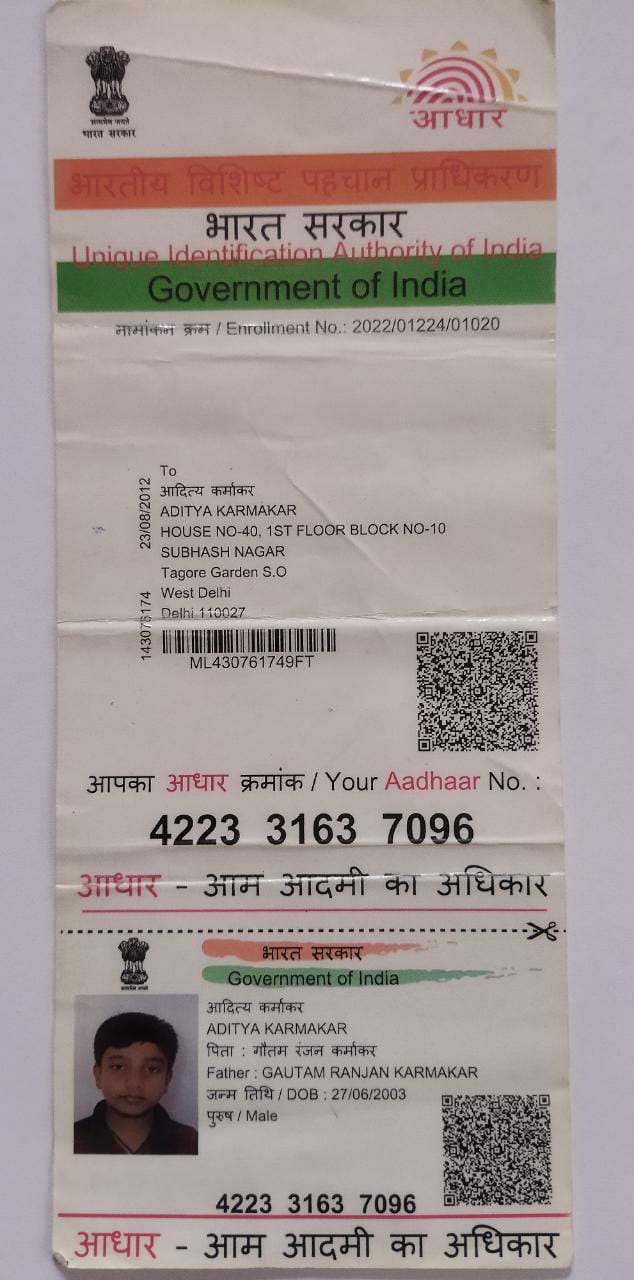 सत्यमेव जयते
भारत सरकार
आधार
भारतीय विशिष्ट पहचान प्राधिकरण
भारत सरकार
Unique Identification Authority of India
Government of India
नामांकन क्रम / Enrollment No.: 2022/01224/01020
To
आदित्य कर्माकर
ADITYA KARMAKAR
HOUSE NO-40, 1ST FLOOR BLOCK NO-10
SUBHASH NAGAR
Tagore Garden S.O
West Delhi
Delhi 110027
23/08/2012
143076174
ML430761749FT
आपका आधार क्रमांक / Your Aadhaar No. :
4223 3163 7096
आधार - आम आदमी का अधिकार
भारत सरकार
Government of India
आदित्य कर्माकर
ADITYA KARMAKAR
पिता : गौतम रंजन कर्माकर
Father : GAUTAM RANJAN KARMAKAR
जन्म तिथि / DOB : 27/06/2003
पुरुष / Male
4223 3163 7096
आधार - आम आदमी का अधिकार